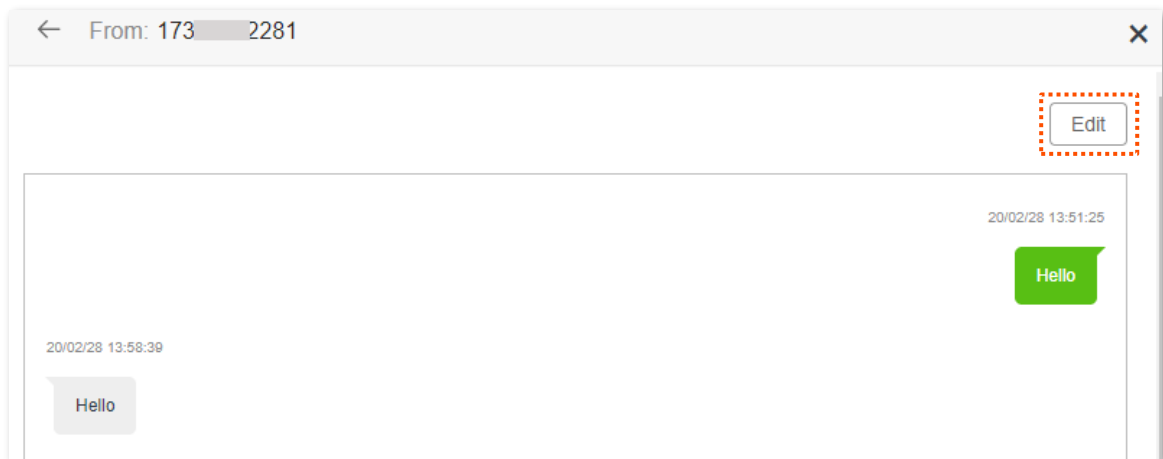 ← From: 173 2281 ×
Edit
20/02/28 13:51:25
Hello
20/02/28 13:58:39
Hello